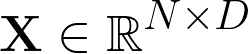 𝐗 ∈ ℝ^{N×D}